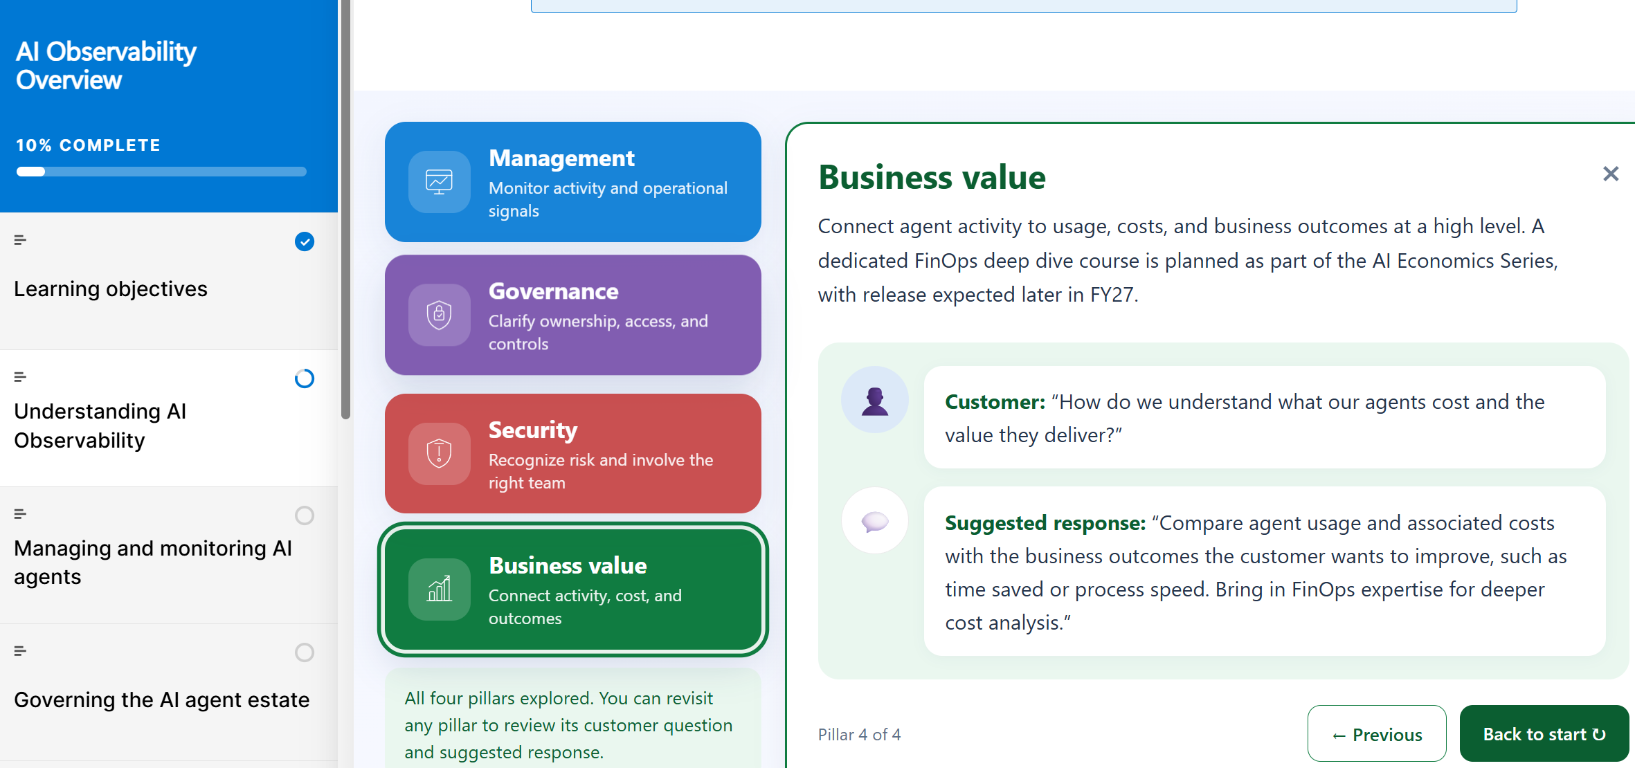 AI Observability
Overview
10% COMPLETE
Learning objectives
Understanding AI
Observability
Managing and monitoring AI
agents
Governing the AI agent estate
Management
Monitor activity and operational
signals
Governance
Clarify ownership, access, and
controls
Security
Recognize risk and involve the
right team
Business value
Connect activity, cost, and
outcomes
All four pillars explored. You can revisit
any pillar to review its customer question
and suggested response.
Business value
Connect agent activity to usage, costs, and business outcomes at a high level. A
dedicated FinOps deep dive course is planned as part of the AI Economics Series,
with release expected later in FY27.
Customer: “How do we understand what our agents cost and the
value they deliver?”
Suggested response: “Compare agent usage and associated costs
with the business outcomes the customer wants to improve, such as
time saved or process speed. Bring in FinOps expertise for deeper
cost analysis.”
Pillar 4 of 4
← Previous
Back to start ↻